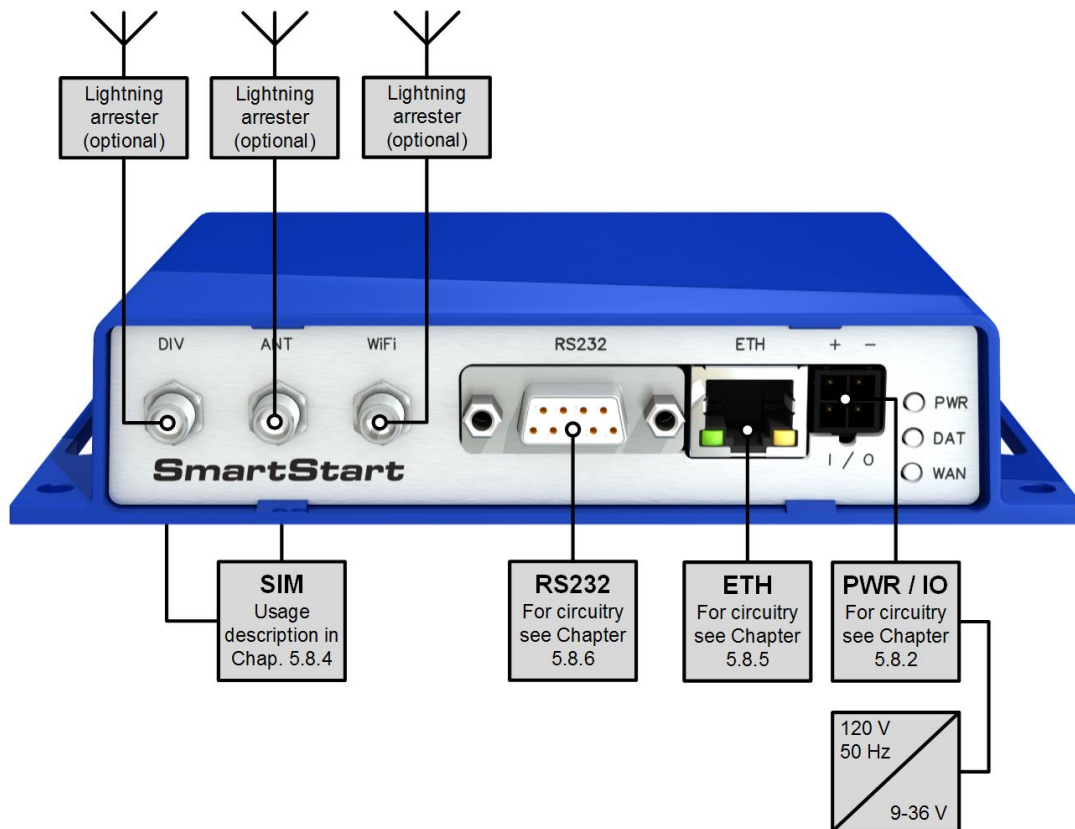 Lightning
arrester
(optional)
Lightning
arrester
(optional)
Lightning
arrester
(optional)
DIV
ANT
WiFi
RS232
ETH
+ −
PWR
DAT
WAN
I / O
SmartStart
SIM
Usage
description in
Chap. 5.8.4
RS232
For circuitry
see Chapter
5.8.6
ETH
For circuitry
see Chapter
5.8.5
PWR / IO
For circuitry
see Chapter
5.8.2
120 V
50 Hz
9-36 V